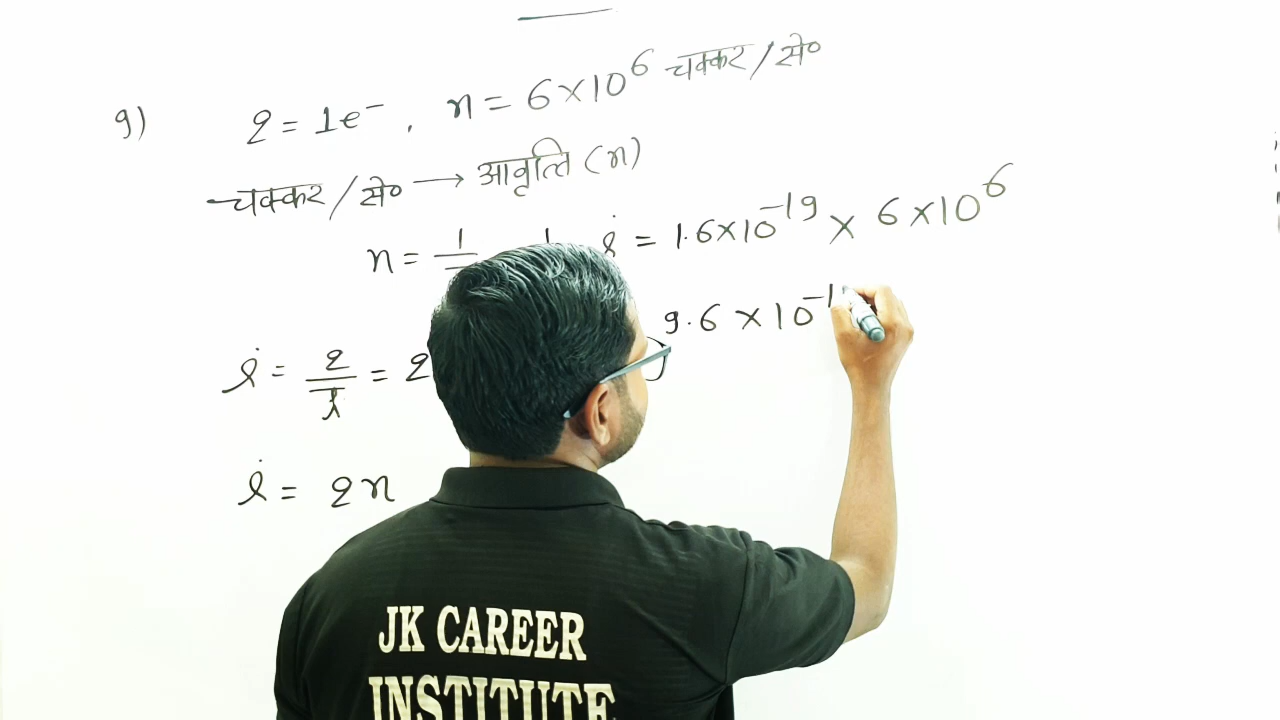 9) q = 1e⁻ , n = 6×10⁶ चक्कर/से०
चक्कर/से० → आवृत्ति (n)
n = 1
i = 1.6×10⁻¹⁹ × 6×10⁶
9.6 × 10⁻¹
i = q/t = q
i = qn
JK CAREER
INSTITUTE